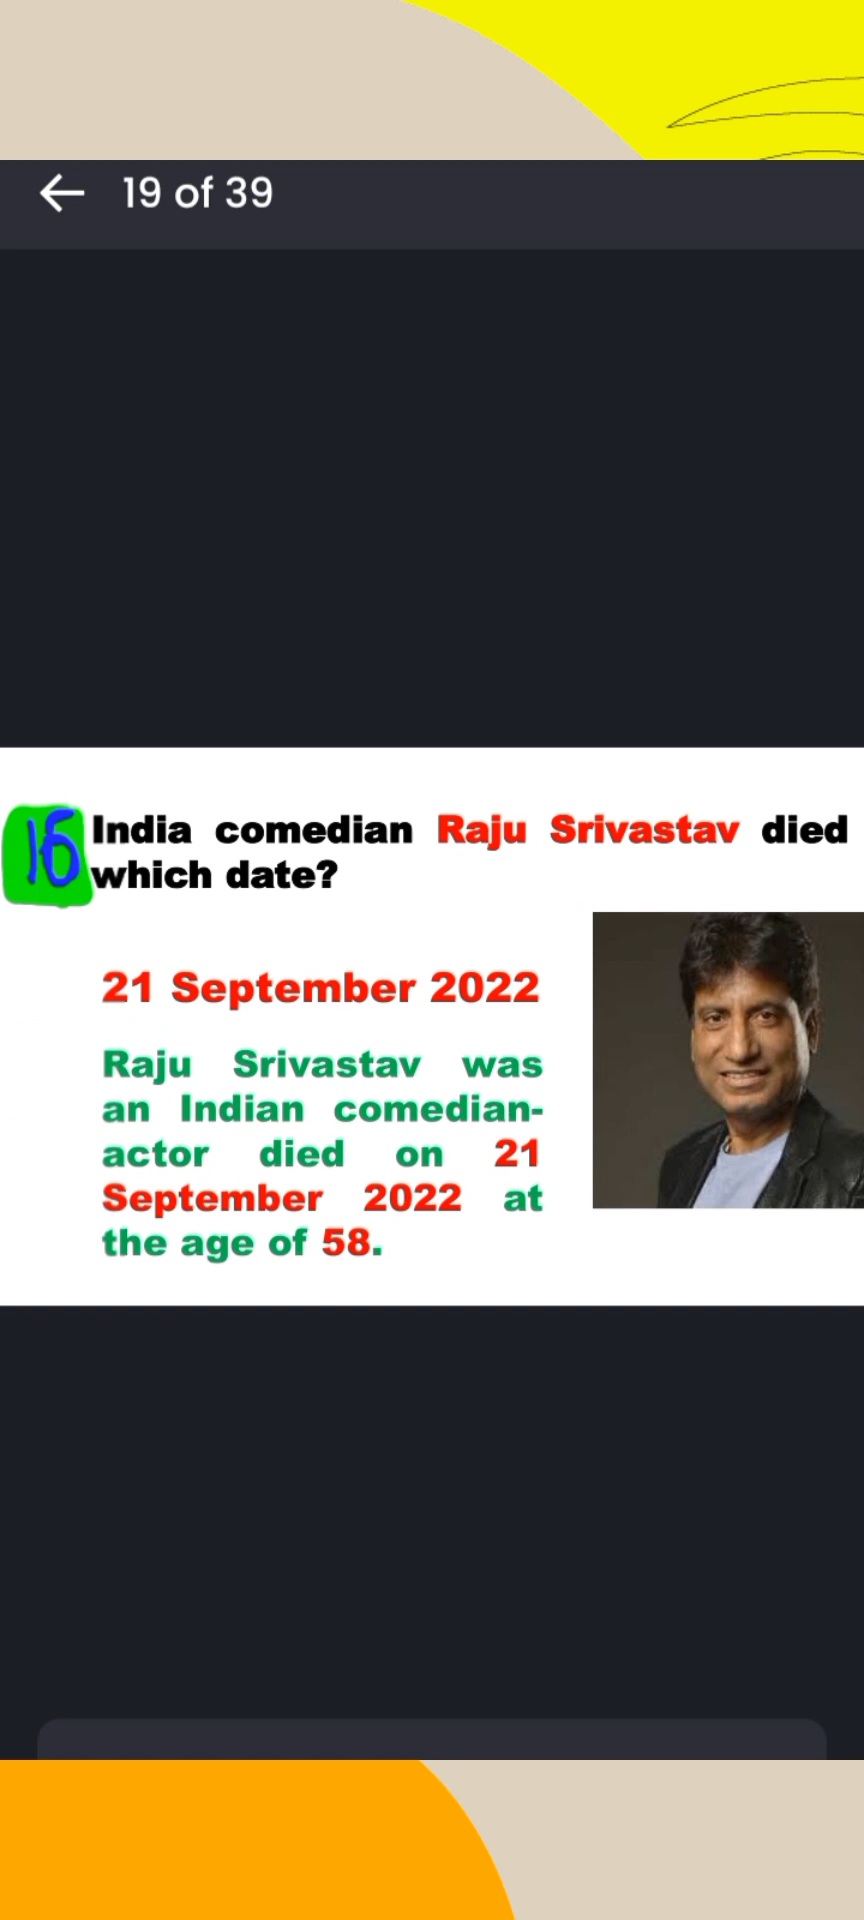 19 of 39
16
India comedian Raju Srivastav died
which date?
21 September 2022
Raju Srivastav was
an Indian comedian-
actor died on 21
September 2022 at
the age of 58.